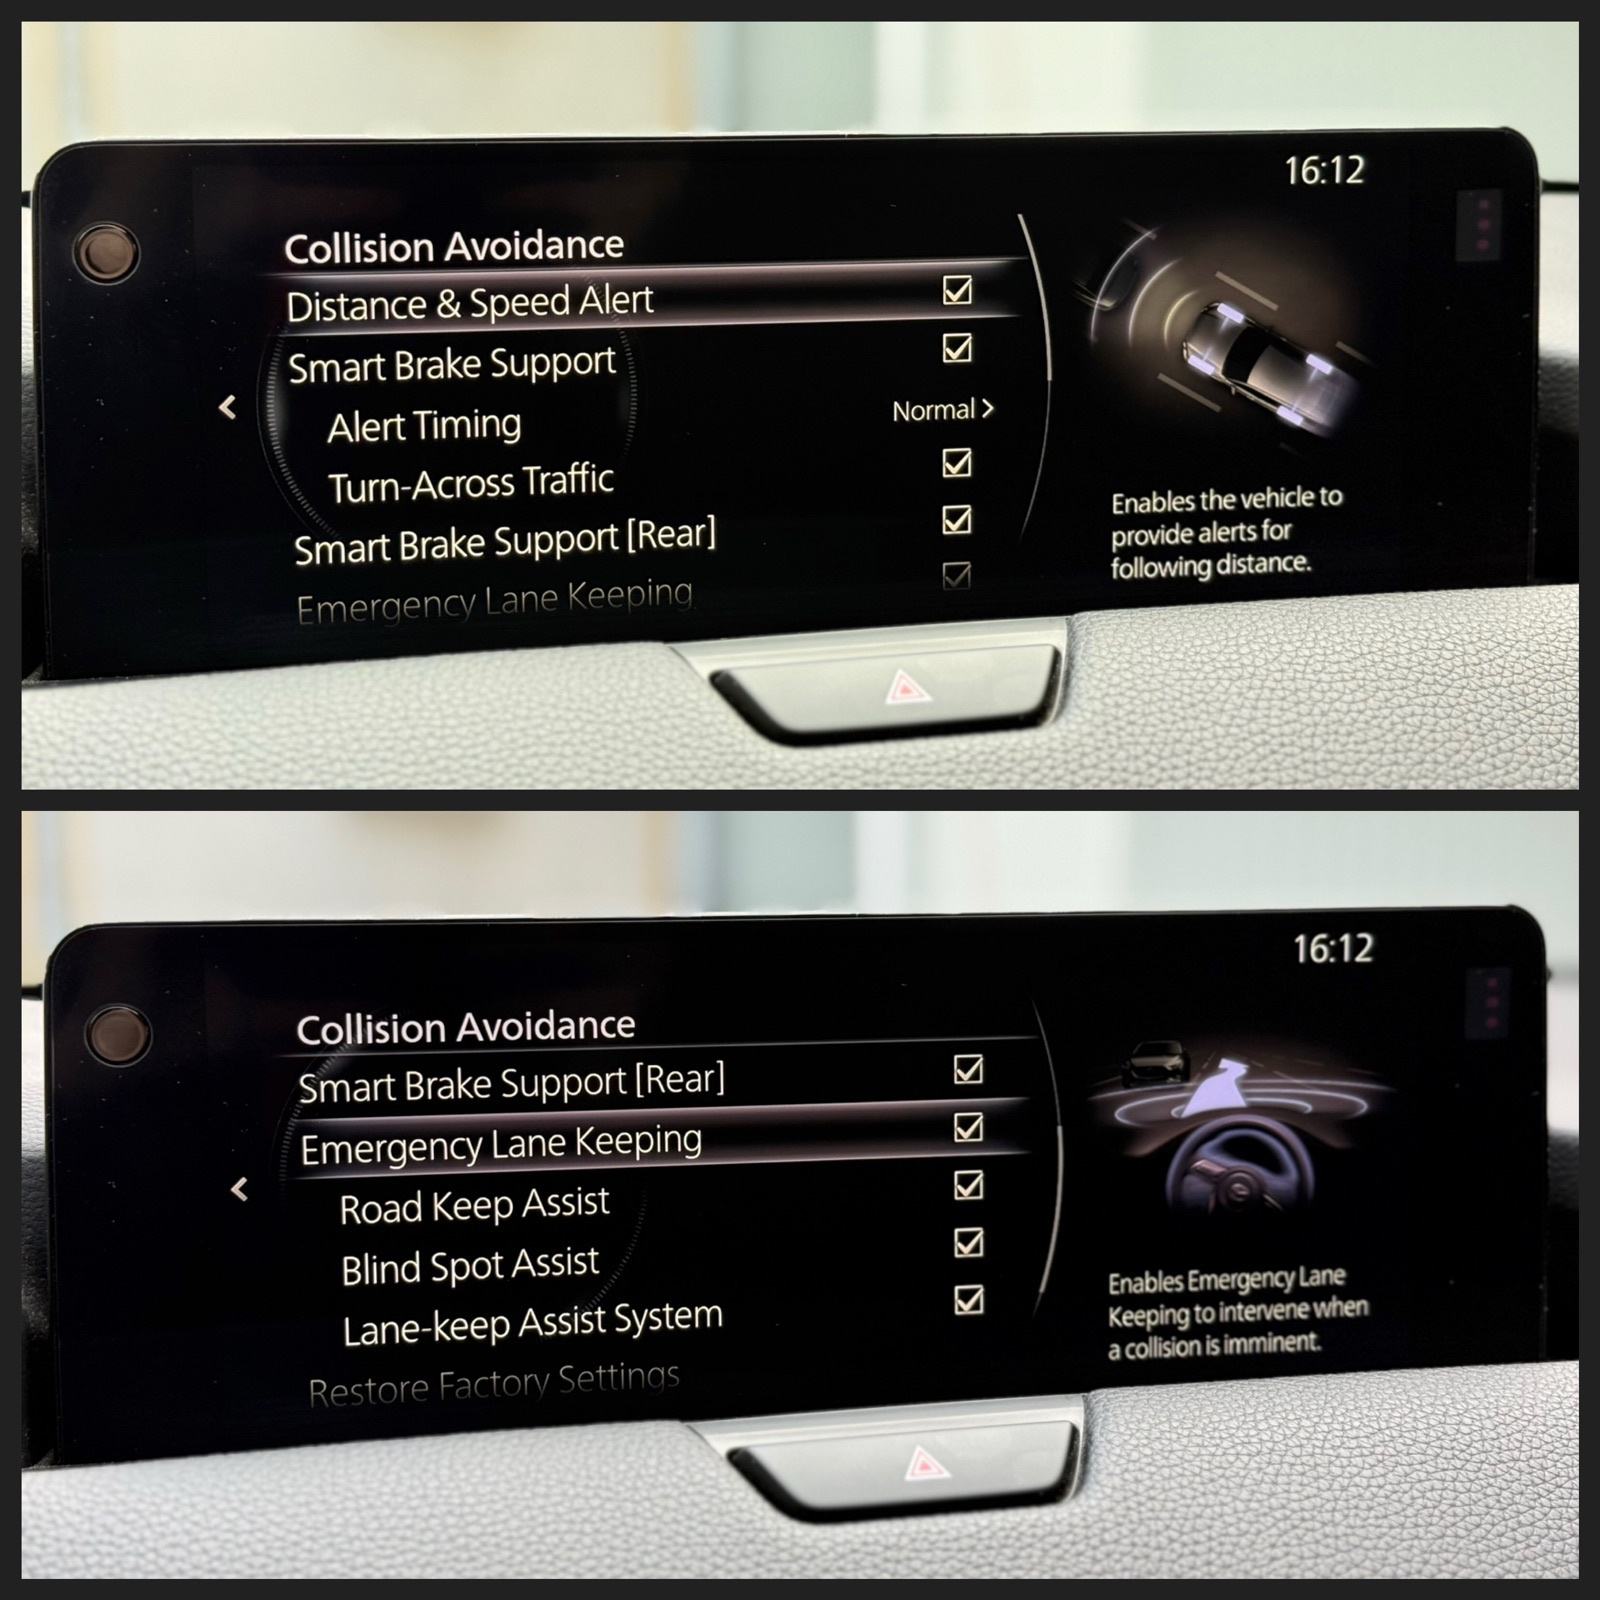 16:12
Collision Avoidance
Distance & Speed Alert
Smart Brake Support
Alert Timing Normal >
Turn-Across Traffic
Smart Brake Support [Rear]
Emergency Lane Keeping
Enables the vehicle to
provide alerts for
following distance.
16:12
Collision Avoidance
Smart Brake Support [Rear]
Emergency Lane Keeping
Road Keep Assist
Blind Spot Assist
Lane-keep Assist System
Restore Factory Settings
Enables Emergency Lane
Keeping to intervene when
a collision is imminent.